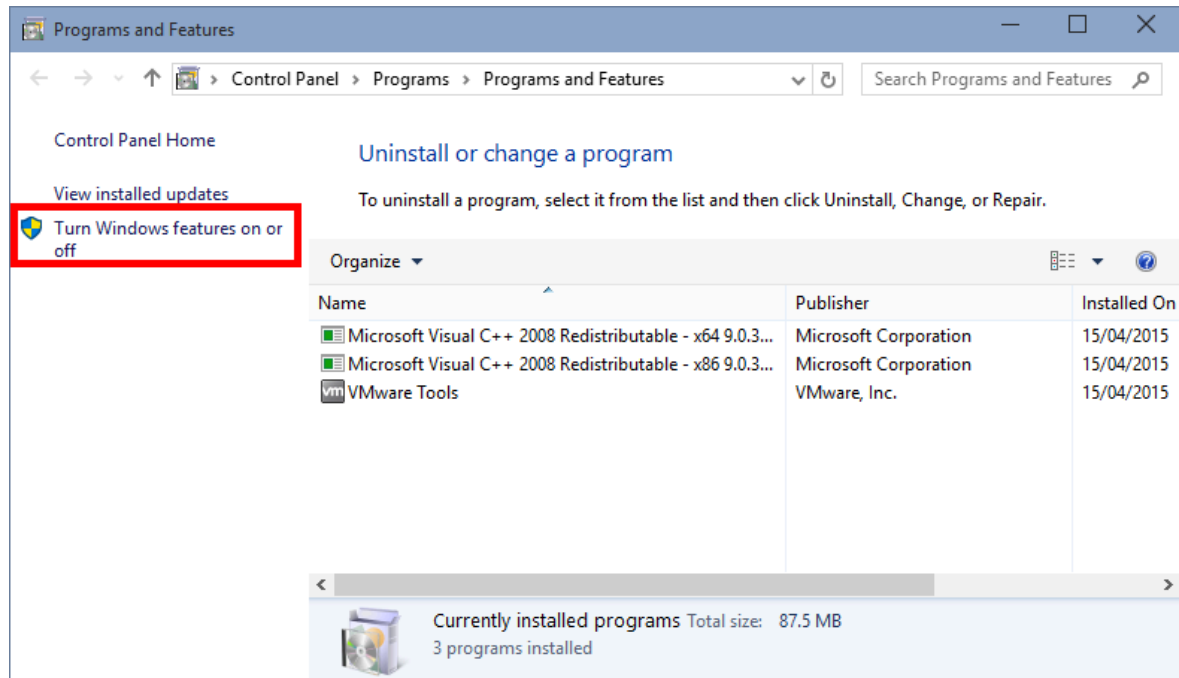 Programs and Features
Control Panel > Programs > Programs and Features
Search Programs and Features
Control Panel Home
View installed updates
Turn Windows features on or
off
Uninstall or change a program
To uninstall a program, select it from the list and then click Uninstall, Change, or Repair.
Organize
Name Publisher Installed On
Microsoft Visual C++ 2008 Redistributable - x64 9.0.3... Microsoft Corporation 15/04/2015
Microsoft Visual C++ 2008 Redistributable - x86 9.0.3... Microsoft Corporation 15/04/2015
vm VMware Tools VMware, Inc. 15/04/2015
Currently installed programs Total size: 87.5 MB
3 programs installed